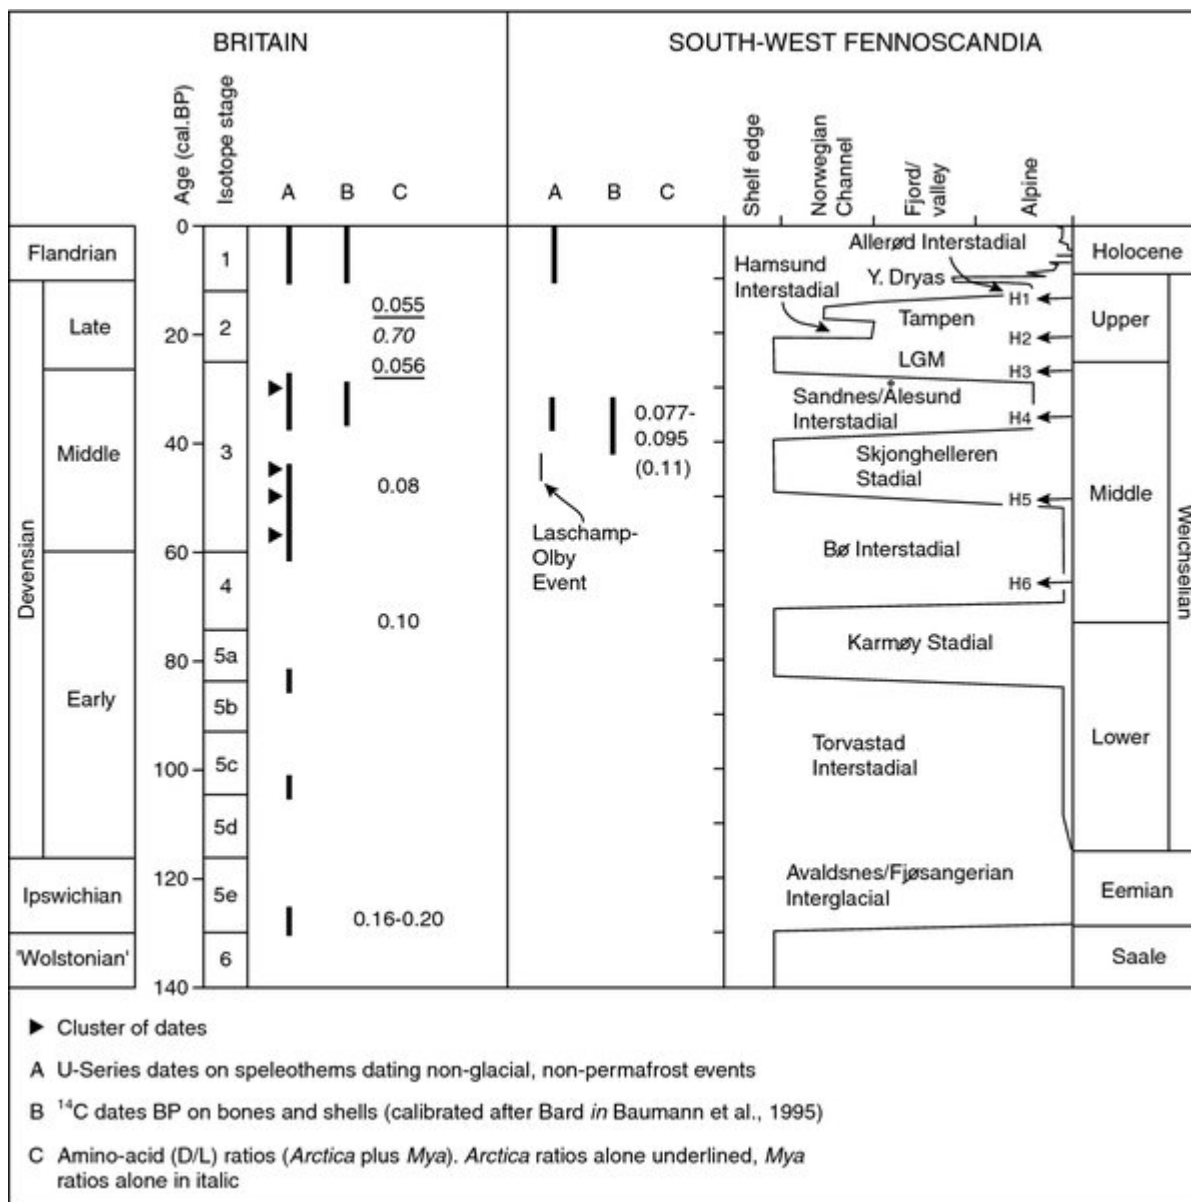 BRITAIN
SOUTH-WEST FENNOSCANDIA
Age (cal.BP)
Isotope stage
A
B
C
A
B
C
Shelf edge
Norwegian
Channel
Fjord/
valley
Alpine
Flandrian
Devensian
Late
Middle
Early
Ipswichian
'Wolstonian'
0
20
40
60
80
100
120
140
1
2
3
4
5a
5b
5c
5d
5e
6
0.055
0.70
0.056
0.08
0.10
0.16-0.20
0.077-
0.095
(0.11)
Laschamp-
Olby
Event
Allerød Interstadial
Hamsund
Interstadial
Y. Dryas
Tampen
LGM
Sandnes/Ålesund
Interstadial
Skjonghelleren
Stadial
Bø Interstadial
Karmøy Stadial
Torvastad
Interstadial
Avaldsnes/Fjøsangerian
Interglacial
H1
H2
H3
H4
H5
H6
Holocene
Upper
Middle
Lower
Weichselian
Eemian
Saale
► Cluster of dates
A U-Series dates on speleothems dating non-glacial, non-permafrost events
B ¹⁴C dates BP on bones and shells (calibrated after Bard in Baumann et al., 1995)
C Amino-acid (D/L) ratios (Arctica plus Mya). Arctica ratios alone underlined, Mya
ratios alone in italic